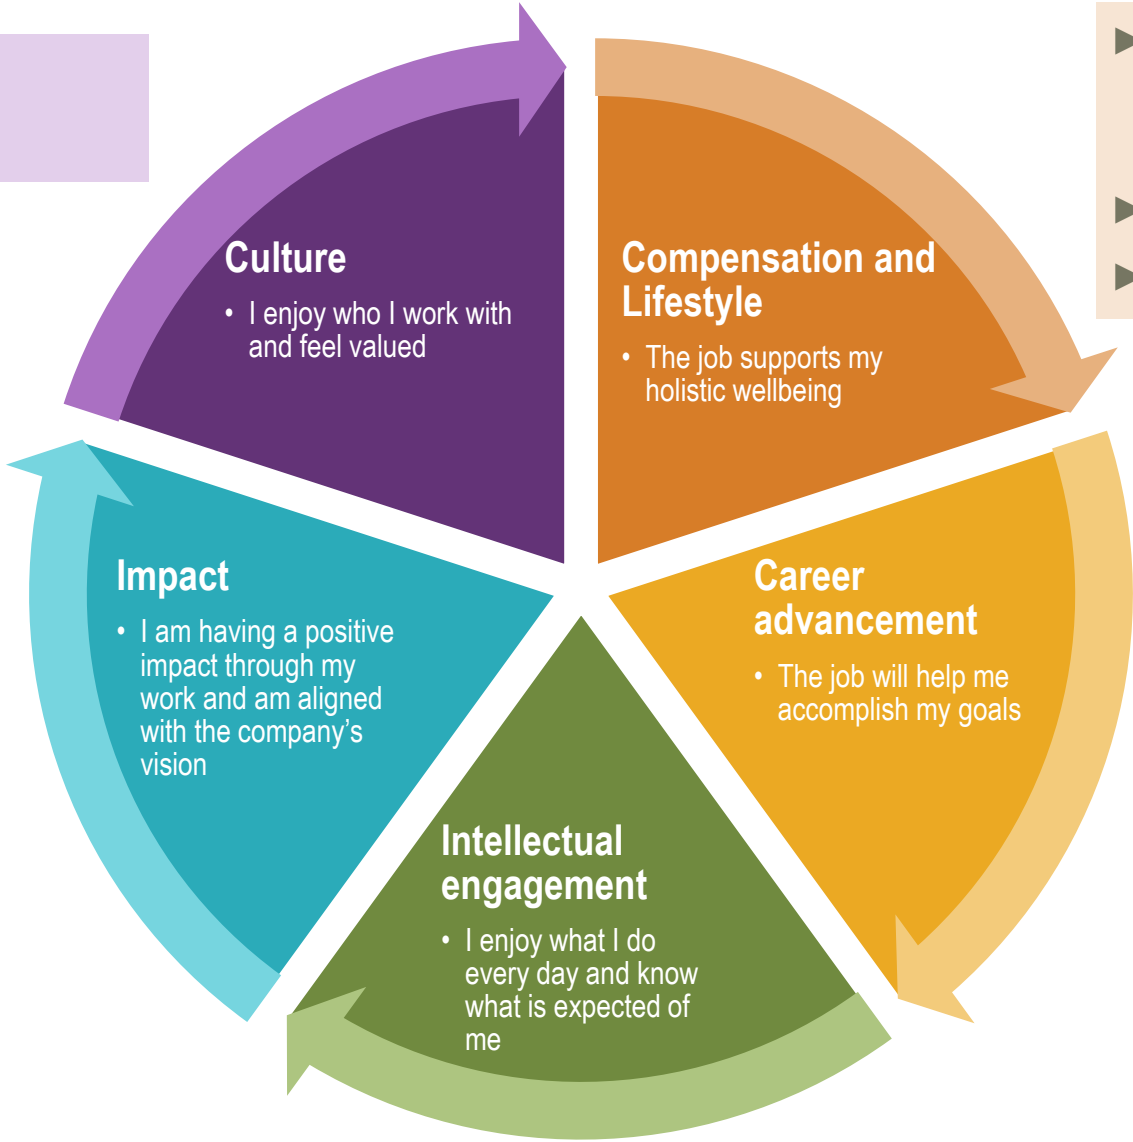 Culture
• I enjoy who I work with
and feel valued
Compensation and
Lifestyle
• The job supports my
holistic wellbeing
Career
advancement
• The job will help me
accomplish my goals
Intellectual
engagement
• I enjoy what I do
every day and know
what is expected of
me
Impact
• I am having a positive
impact through my
work and am aligned
with the company’s
vision